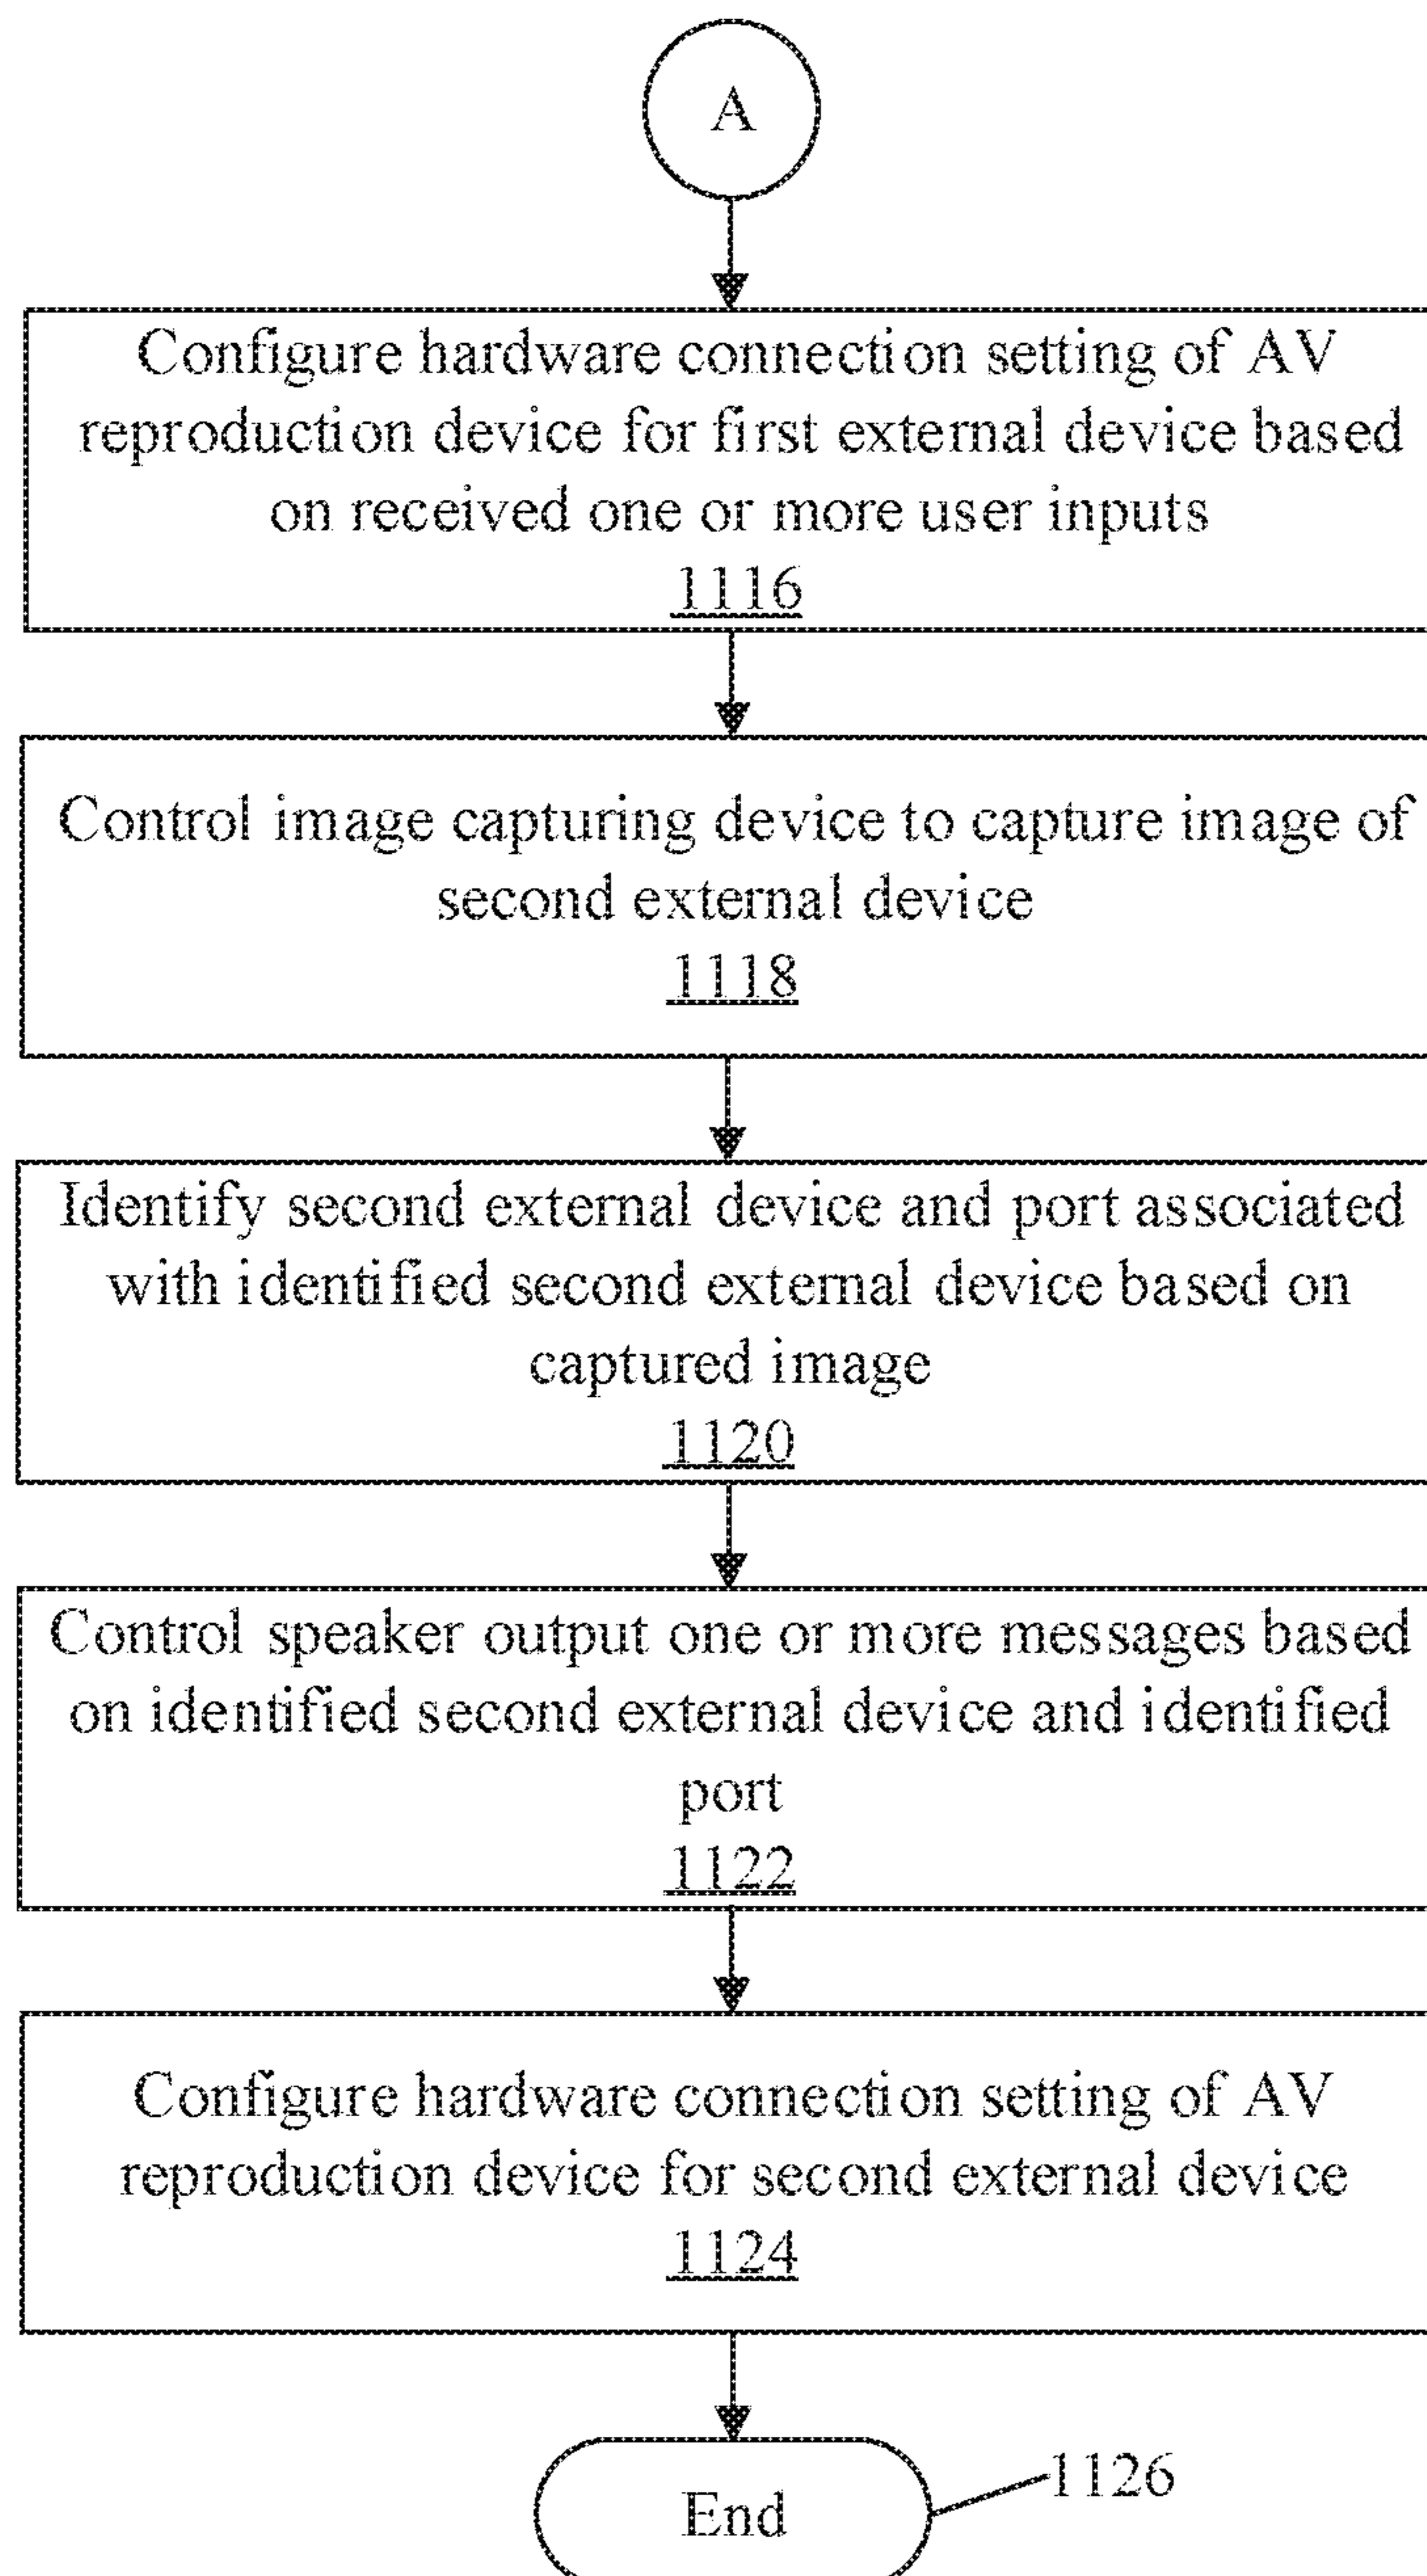 A
Configure hardware connection setting of AV
reproduction device for first external device based
on received one or more user inputs
1116
Control image capturing device to capture image of
second external device
1118
Identify second external device and port associated
with identified second external device based on
captured image
1120
Control speaker output one or more messages based
on identified second external device and identified
port
1122
Configure hardware connection setting of AV
reproduction device for second external device
1124
End
1126